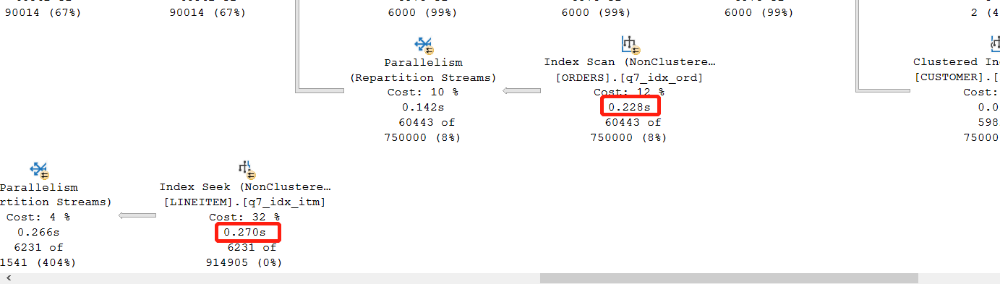 90014 (67%)
90014 (67%)
6000 (99%)
6000 (99%)
6000 (99%)
2 (4
Parallelism
(Repartition Streams)
Cost: 10 %
0.142s
60443 of
750000 (8%)
Index Scan (NonClustere…
[ORDERS].[q7_idx_ord]
Cost: 12 %
0.228s
60443 of
750000 (8%)
Clustered In
[CUSTOMER].[
Cost:
0.0
598
75000
Parallelism
rtition Streams)
Cost: 4 %
0.266s
6231 of
1541 (404%)
Index Seek (NonClustere…
[LINEITEM].[q7_idx_itm]
Cost: 32 %
0.270s
6231 of
914905 (0%)